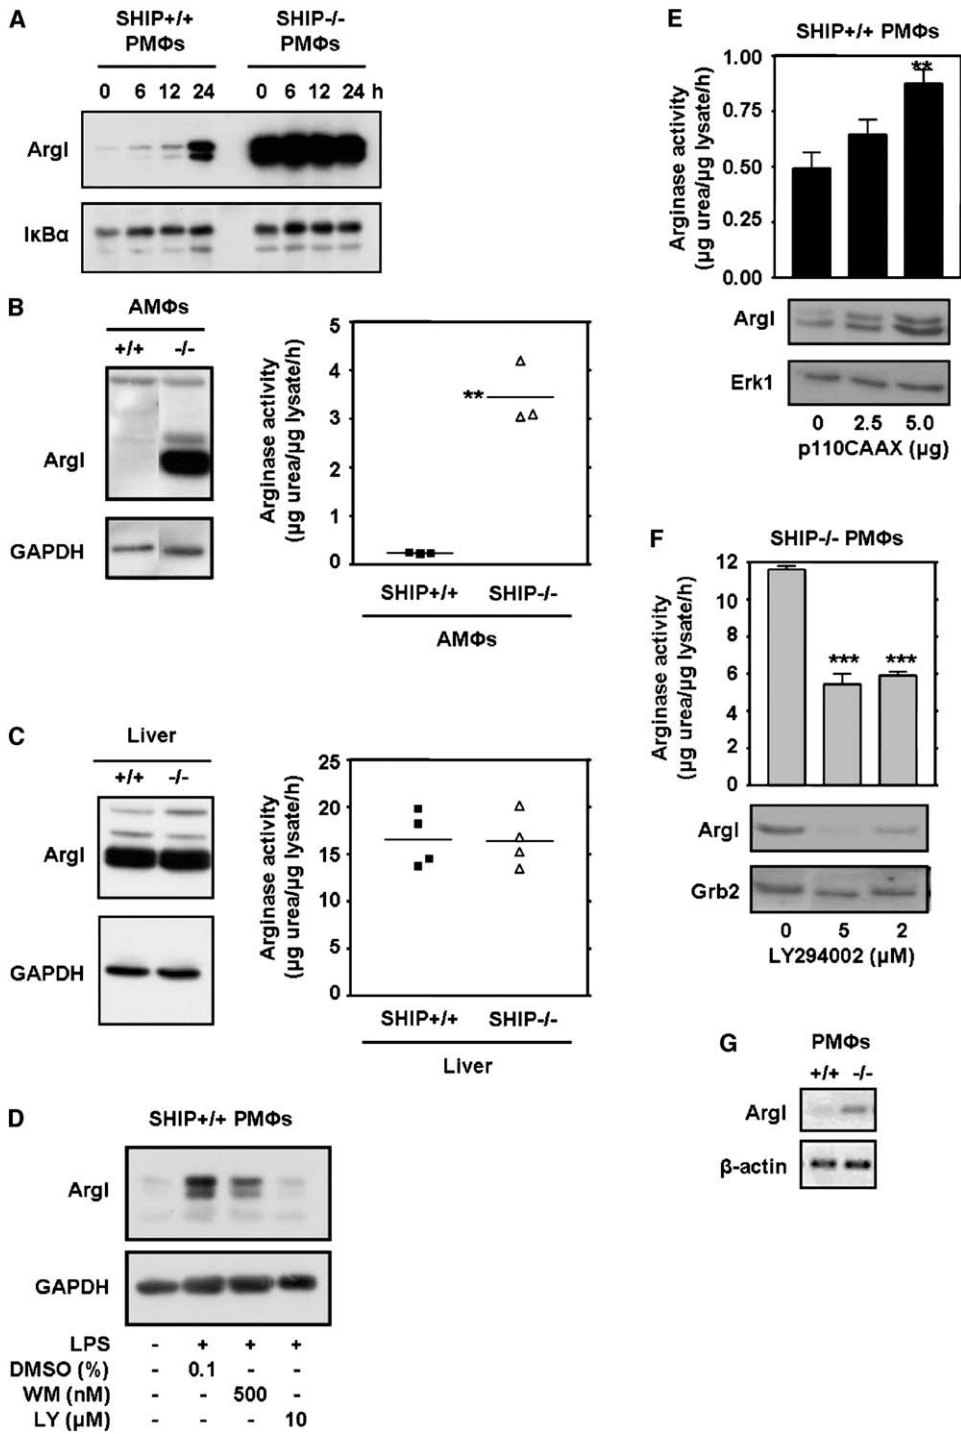 A
SHIP+/+ PMΦs
SHIP-/- PMΦs
0 6 12 24 0 6 12 24 h
ArgI
IκBα
B
AMΦs
+/+ -/-
ArgI
GAPDH
Arginase activity
(µg urea/µg lysate/h)
5
4
3
2
1
0
**
SHIP+/+ SHIP-/-
AMΦs
C
Liver
+/+ -/-
ArgI
GAPDH
Arginase activity
(µg urea/µg lysate/h)
25
20
15
10
5
0
SHIP+/+ SHIP-/-
Liver
D
SHIP+/+ PMΦs
ArgI
GAPDH
LPS - + + +
DMSO (%) - 0.1 - -
WM (nM) - - 500 -
LY (µM) - - - 10
E
SHIP+/+ PMΦs
Arginase activity
(µg urea/µg lysate/h)
1.00
0.75
0.50
0.25
0.00
**
ArgI
Erk1
0 2.5 5.0
p110CAAX (µg)
F
SHIP-/- PMΦs
Arginase activity
(µg urea/µg lysate/h)
12
10
8
6
4
2
0
*** ***
ArgI
Grb2
0 5 2
LY294002 (µM)
G
PMΦs
+/+ -/-
ArgI
β-actin